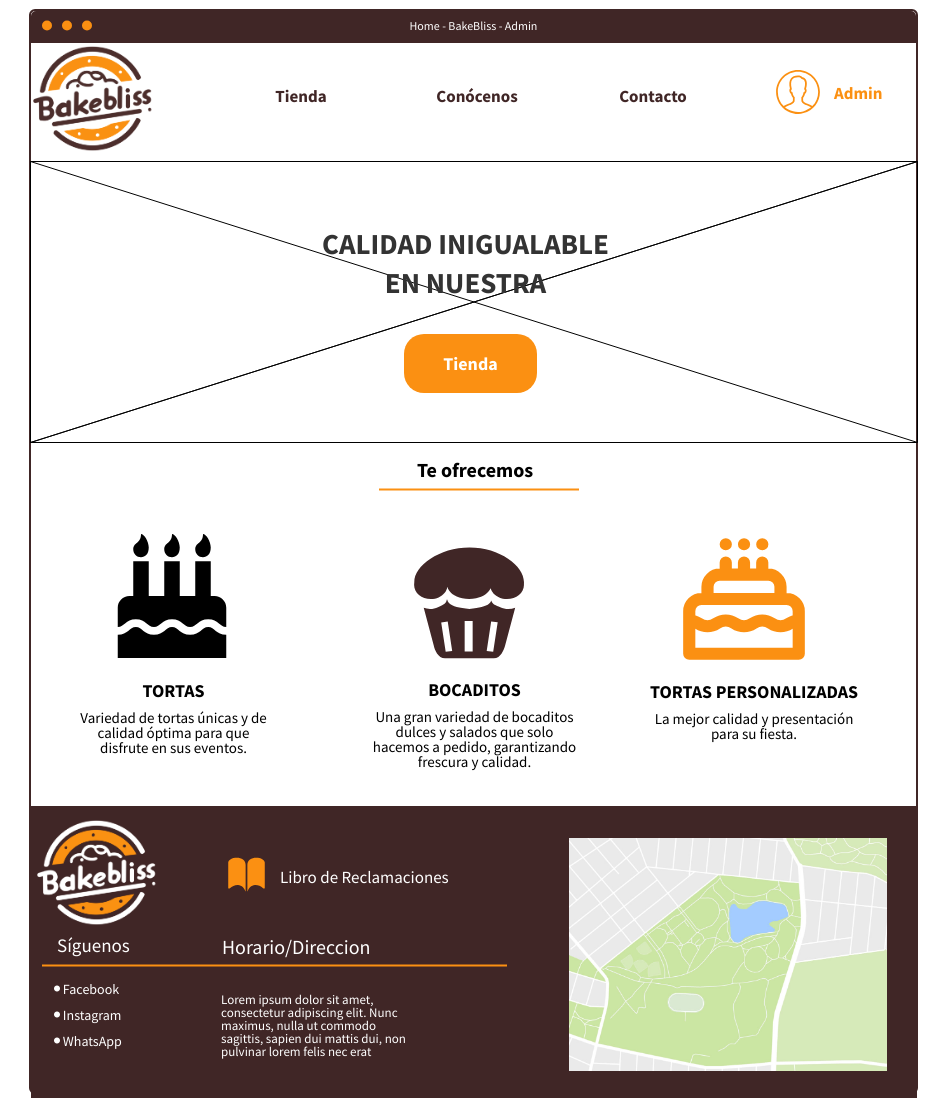 Home - BakeBliss - Admin
Bakebliss
Tienda
Conócenos
Contacto
Admin
CALIDAD INIGUALABLE
EN NUESTRA
Tienda
Te ofrecemos
TORTAS
Variedad de tortas únicas y de
calidad óptima para que
disfrute en sus eventos.
BOCADITOS
Una gran variedad de bocaditos
dulces y salados que solo
hacemos a pedido, garantizando
frescura y calidad.
TORTAS PERSONALIZADAS
La mejor calidad y presentación
para su fiesta.
Bakebliss
Libro de Reclamaciones
Síguenos
Facebook
Instagram
WhatsApp
Horario/Direccion
Lorem ipsum dolor sit amet,
consectetur adipiscing elit. Nunc
maximus, nulla ut commodo
sagittis, sapien dui mattis dui, non
pulvinar lorem felis nec erat